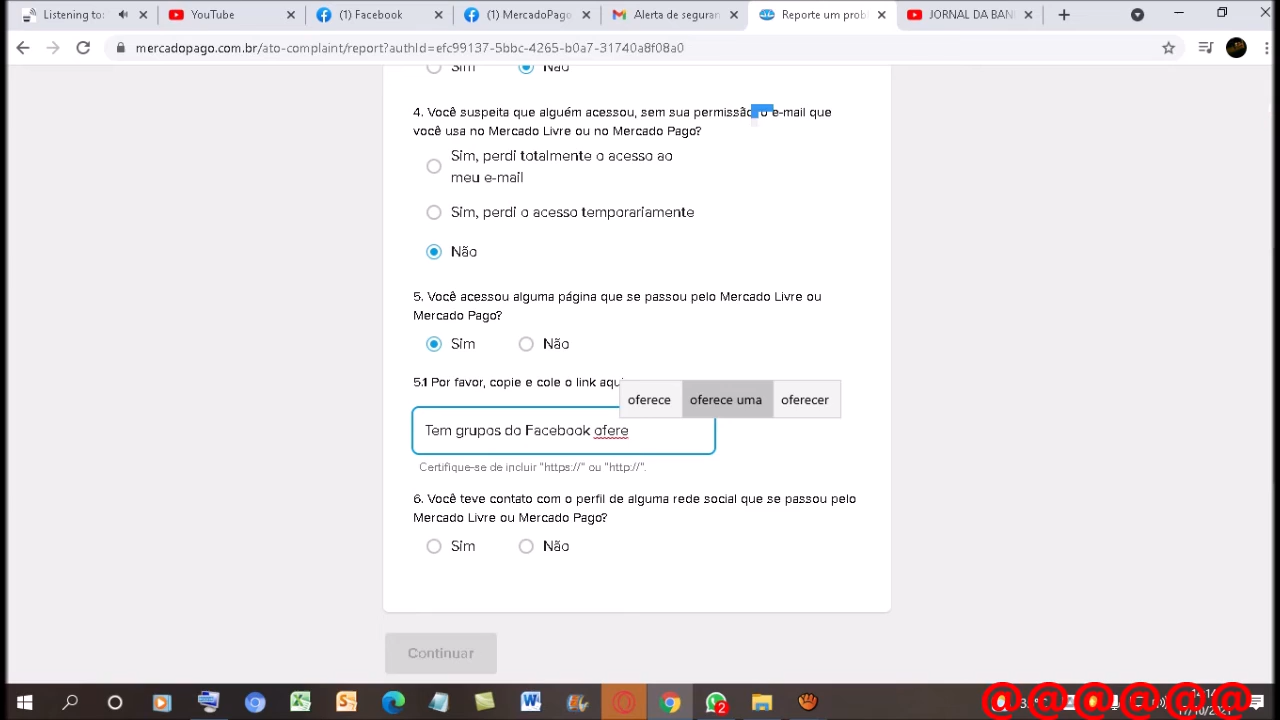 Listening to:
YouTube
(1) Facebook
(1) MercadoPago
Alerta de seguran
Reporte um prob
JORNAL DA BAN
mercadopago.com.br/ato-complaint/report?authId=efc99137-5bbc-4265-b0a7-31740a8f08a0
Sim
Não
4. Você suspeita que alguém acessou, sem sua permissão, o e-mail que
você usa no Mercado Livre ou no Mercado Pago?
Sim, perdi totalmente o acesso ao
meu e-mail
Sim, perdi o acesso temporariamente
Não
5. Você acessou alguma página que se passou pelo Mercado Livre ou
Mercado Pago?
Sim
Não
5.1 Por favor, copie e cole o link aqui
oferece
oferece uma
oferecer
Tem grupos do Facebook ofere
Certifique-se de incluir "https://" ou "http://".
6. Você teve contato com o perfil de alguma rede social que se passou pelo
Mercado Livre ou Mercado Pago?
Sim
Não
Continuar
2
@@@@@@